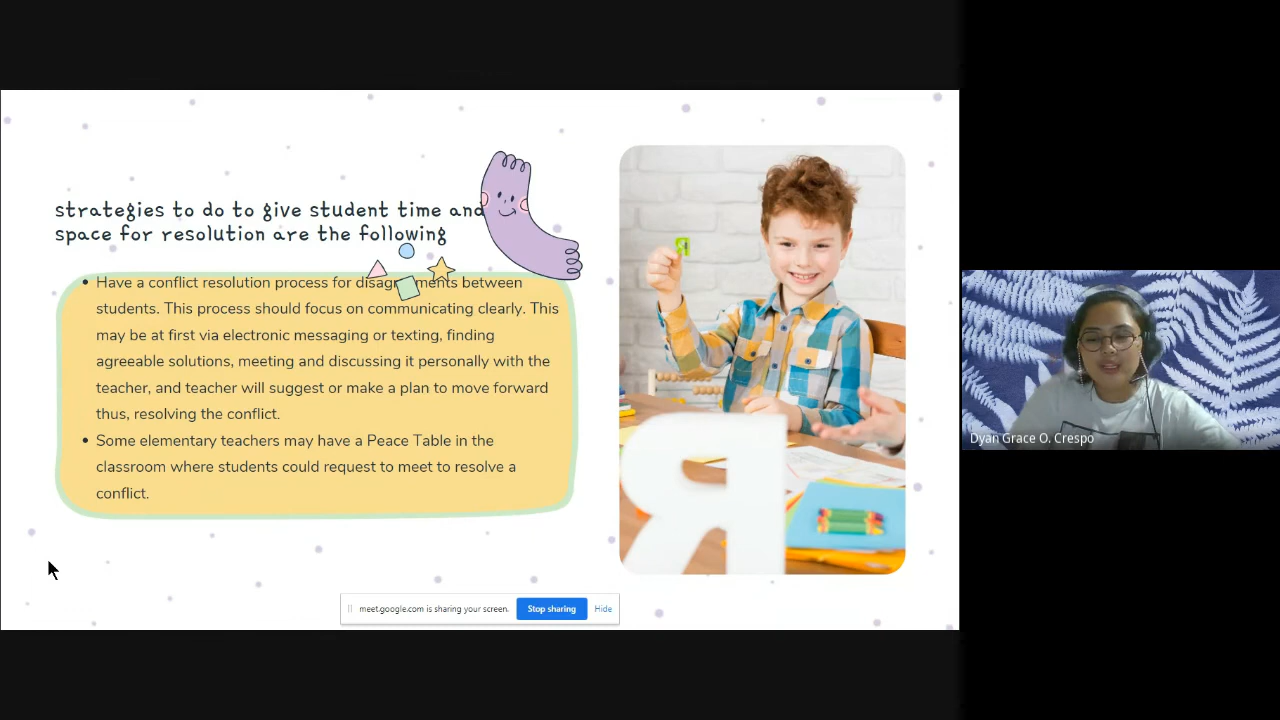 strategies to do to give student time and
space for resolution are the following
Have a conflict resolution process for disagreements between
students. This process should focus on communicating clearly. This
may be at first via electronic messaging or texting, finding
agreeable solutions, meeting and discussing it personally with the
teacher, and teacher will suggest or make a plan to move forward
thus, resolving the conflict.
Some elementary teachers may have a Peace Table in the
classroom where students could request to meet to resolve a
conflict.
meet.google.com is sharing your screen.
Stop sharing
Hide
Dyan Grace O. Crespo